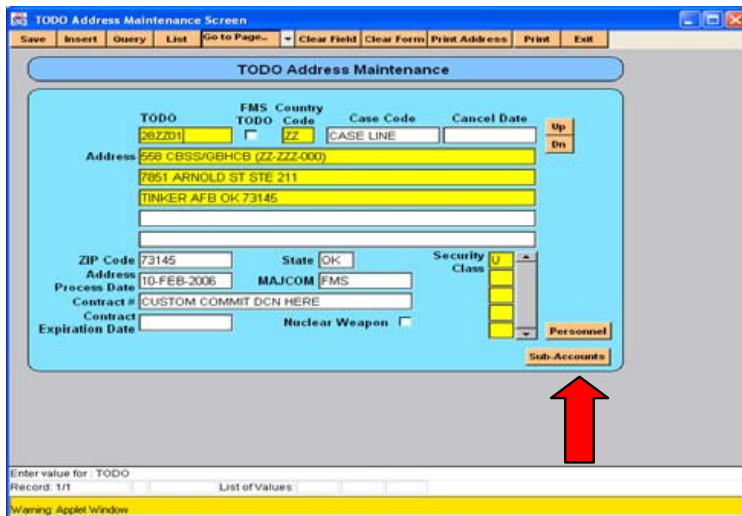 TODO Address Maintenance Screen
Save Insert Query List Go to Page.. Clear Field Clear Form Print Address Print Exit
TODO Address Maintenance
TODO FMS TODO Country Code Case Code Cancel Date
28ZZ01 ZZ CASE LINE
Up
Dn
Address 558 CBSS/GBHCB (ZZ-ZZZ-000)
7851 ARNOLD ST STE 211
TINKER AFB OK 73145
ZIP Code 73145 State OK Security Class U
Address Process Date 10-FEB-2006 MAJCOM FMS
Contract # CUSTOM COMMIT DCN HERE
Contract Expiration Date Nuclear Weapon
Personnel
Sub-Accounts
Enter value for : TODO
Record: 1/1 List of Values
Warning: Applet Window